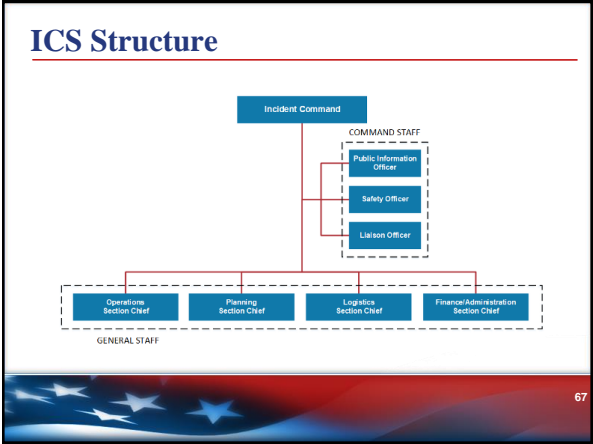 ICS Structure
Incident Command
COMMAND STAFF
Public Information
Officer
Safety Officer
Liaison Officer
Operations
Section Chief
Planning
Section Chief
Logistics
Section Chief
Finance/Administration
Section Chief
GENERAL STAFF
67